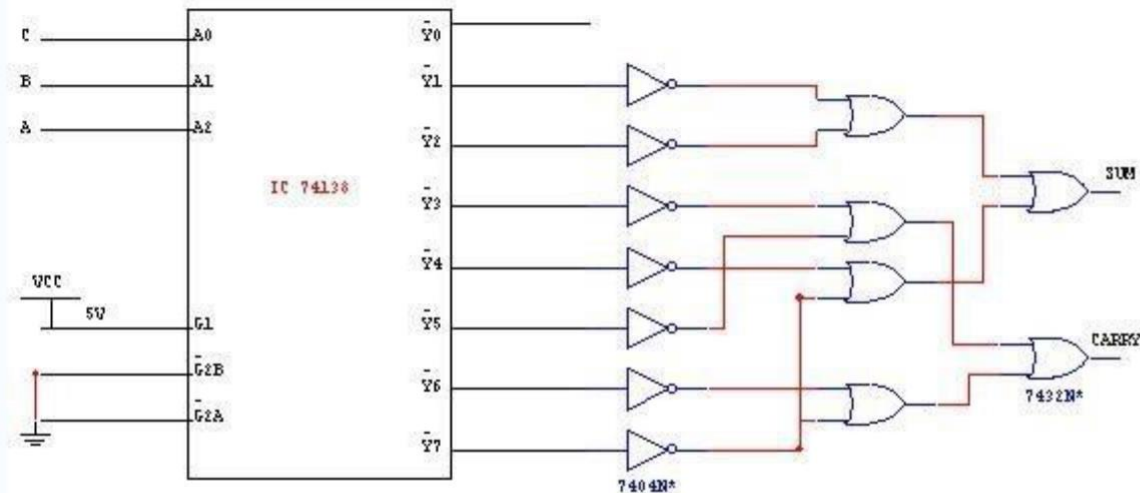 C A0 Y0
B A1 Y1
A A2 Y2
IC 74138
Y3
Y4
Y5
Y6
Y7
VCC
5V
G1
G2B
G2A
SUM
CARRY
7432N*
7404N*